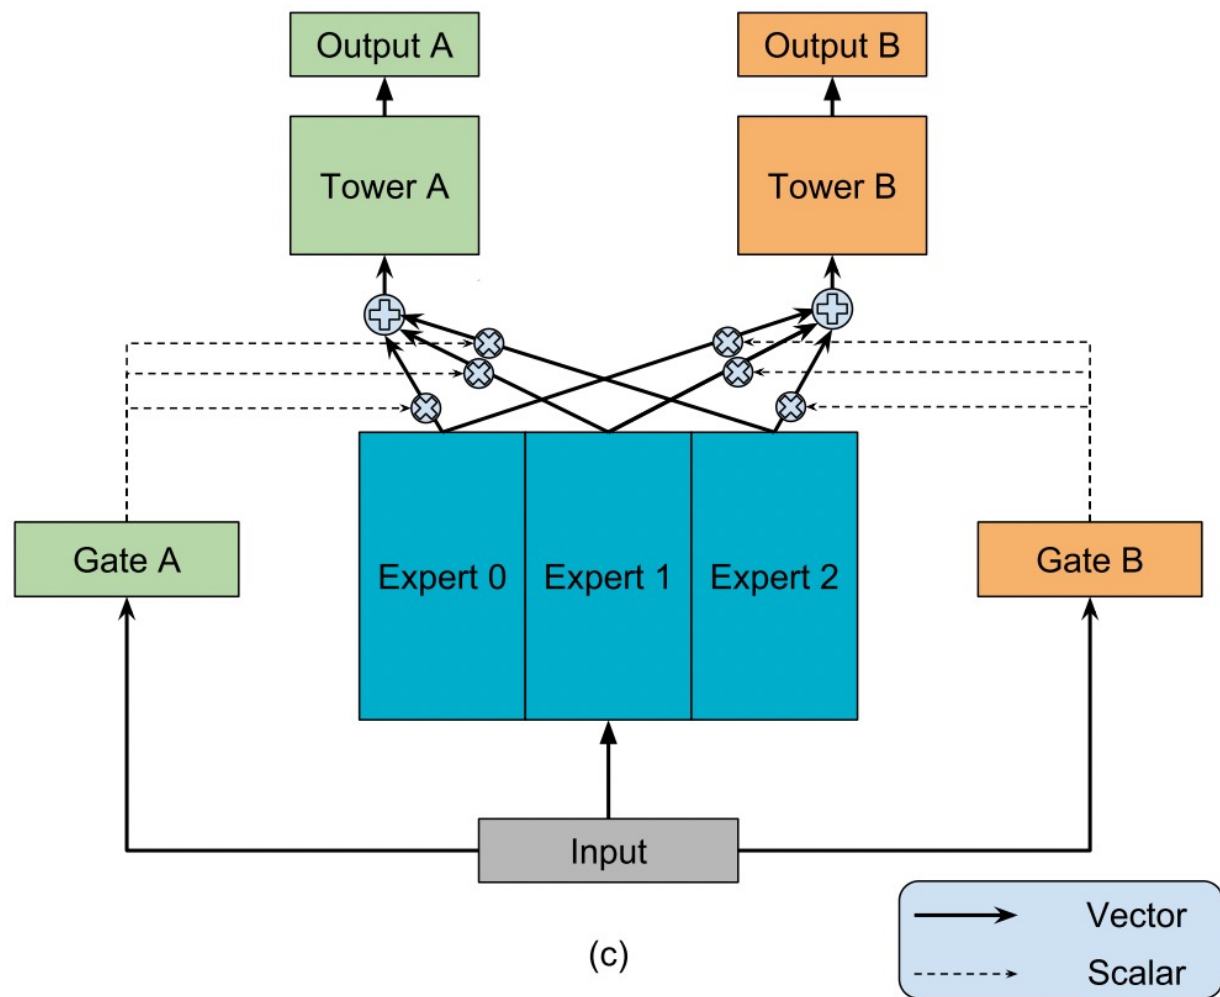 Output A
Output B
Tower A
Tower B
Gate A
Expert 0
Expert 1
Expert 2
Gate B
Input
Vector
Scalar
(c)